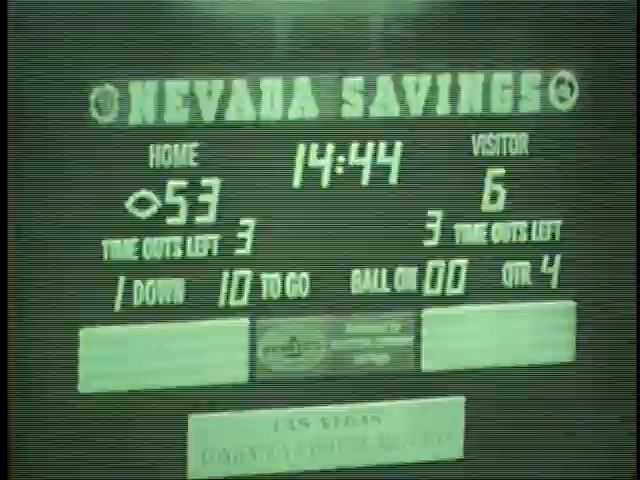 NEVADA SAVINGS
HOME 14:44 VISITOR
53 6
TIME OUTS LEFT 3 3 TIME OUTS LEFT
1 DOWN 10 TO GO BALL ON 00 QTR 4
LAS VEGAS